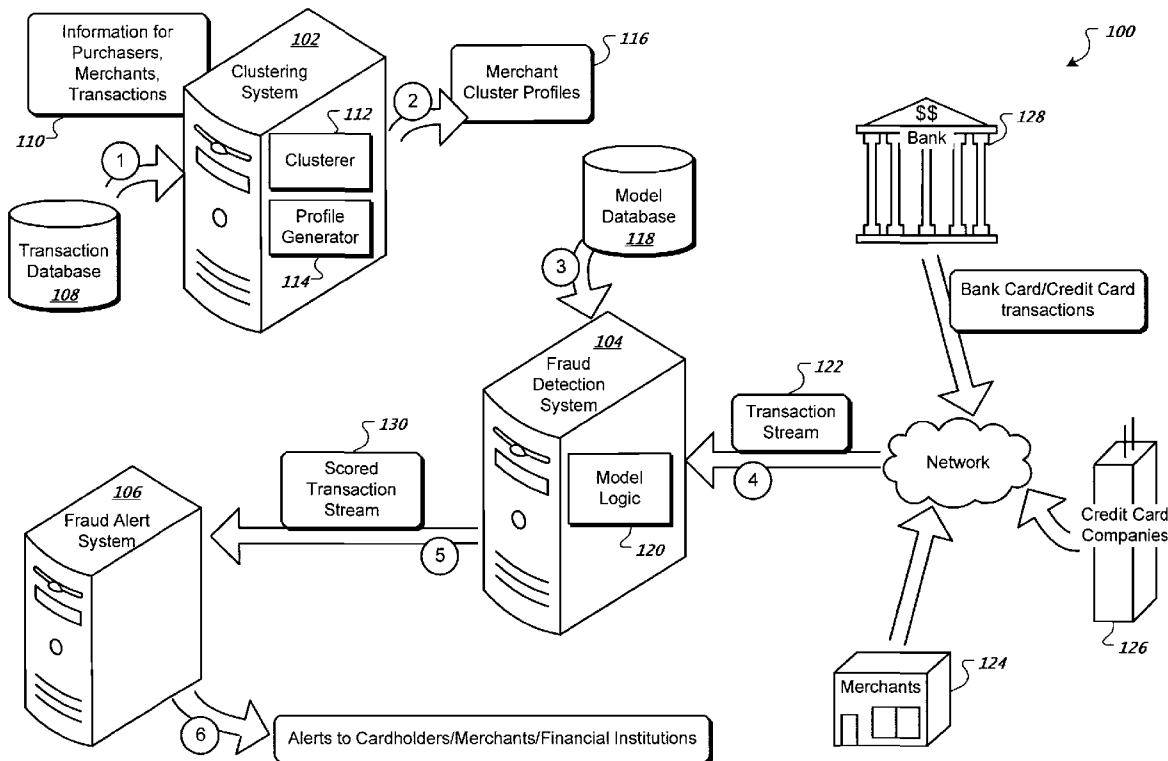 Information for
Purchasers,
Merchants,
Transactions
110
102
Clustering
System
112
Clusterer
Profile
Generator
114
1
Transaction
Database
108
2
116
Merchant
Cluster Profiles
Model
Database
118
3
100
$$
Bank
128
Bank Card/Credit Card
transactions
104
Fraud
Detection
System
Model
Logic
120
122
Transaction
Stream
4
Network
Credit Card
Companies
126
Merchants
124
130
Scored
Transaction
Stream
5
106
Fraud Alert
System
6
Alerts to Cardholders/Merchants/Financial Institutions